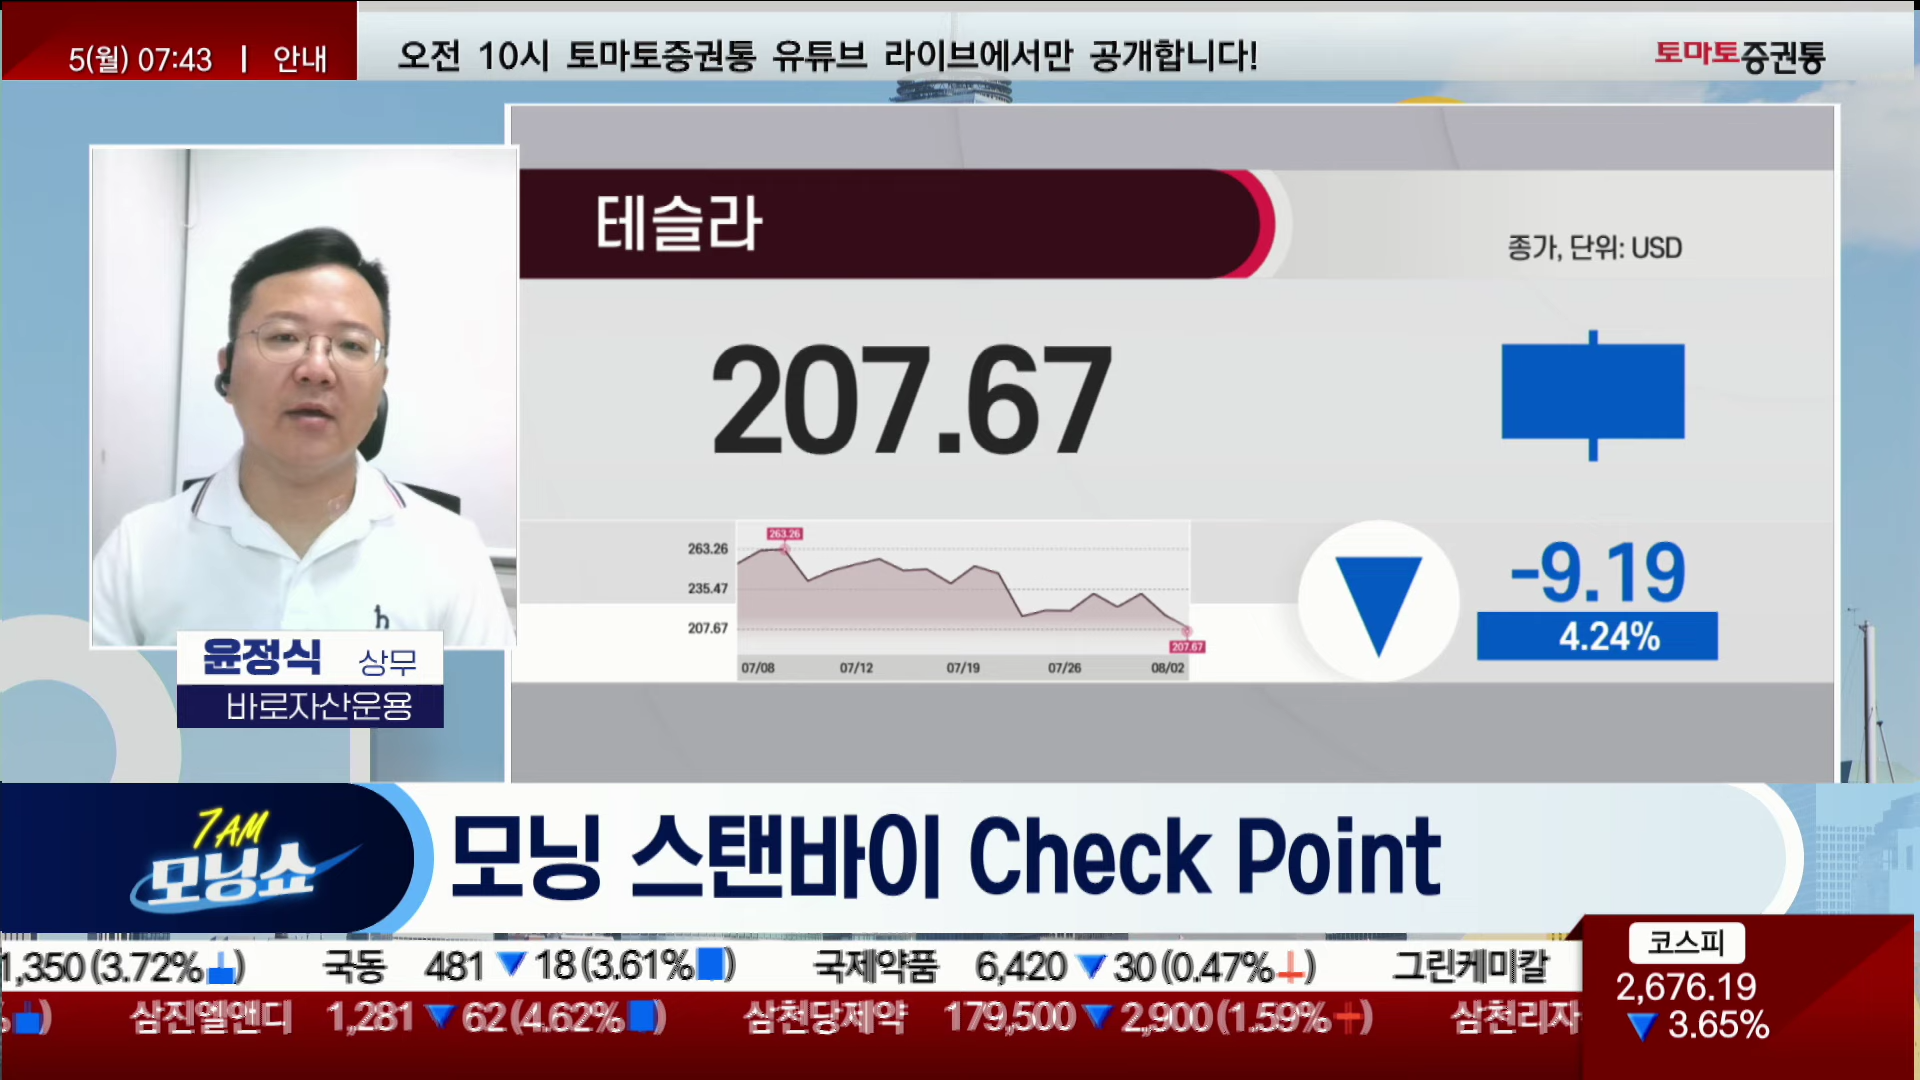 5(월) 07:43 | 안내
오전 10시 토마토증권통 유튜브 라이브에서만 공개합니다!
토마토증권통
테슬라
종가, 단위: USD
207.67
263.26
263.26
235.47
207.67
207.67
07/08 07/12 07/19 07/26 08/02
-9.19
4.24%
윤정식 상무
바로자산운용
b
7AM
모닝쇼
모닝 스탠바이 Check Point
1,350 (3.72% ) 국동 481 ▼ 18 (3.61% ) 국제약품 6,420 ▼ 30 (0.47% ) 그린케미칼
% ) 삼진엘앤디 1,281 ▼ 62 (4.62% ) 삼천당제약 179,500 ▼ 2,900 (1.59% ) 삼천리자
코스피
2,676.19
▼ 3.65%